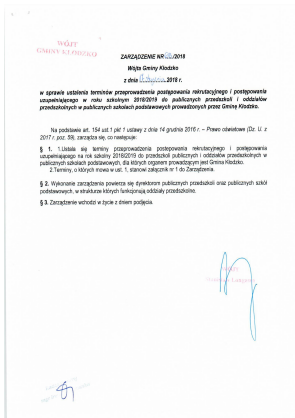 WÓJT
GMINY KŁODZKO
ZARZĄDZENIE NR /2018
Wójta Gminy Kłodzko
z dnia 2018 r.
w sprawie ustalenia terminów przeprowadzenia postępowania rekrutacyjnego i postępowania
uzupełniającego w roku szkolnym 2018/2019 do publicznych przedszkoli i oddziałów
przedszkolnych w publicznych szkołach podstawowych prowadzonych przez Gminę Kłodzko.
Na podstawie art. 154 ust.1 pkt 1 ustawy z dnia 14 grudnia 2016 r. – Prawo oświatowe (Dz. U. z
2017 r. poz. 59), zarządza się, co następuje:
§ 1. 1.Ustala się terminy przeprowadzenia postępowania rekrutacyjnego i postępowania
uzupełniającego na rok szkolny 2018/2019 do przedszkoli publicznych i oddziałów przedszkolnych w
publicznych szkołach podstawowych, dla których organem prowadzącym jest Gmina Kłodzko.
2.Terminy, o których mowa w ust. 1, stanowi załącznik nr 1 do Zarządzenia.
§ 2. Wykonanie zarządzenia powierza się dyrektorom publicznych przedszkoli oraz publicznych szkół
podstawowych, w strukturze których funkcjonują oddziały przedszkolne.
§ 3. Zarządzenie wchodzi w życie z dniem podjęcia.
WÓJT